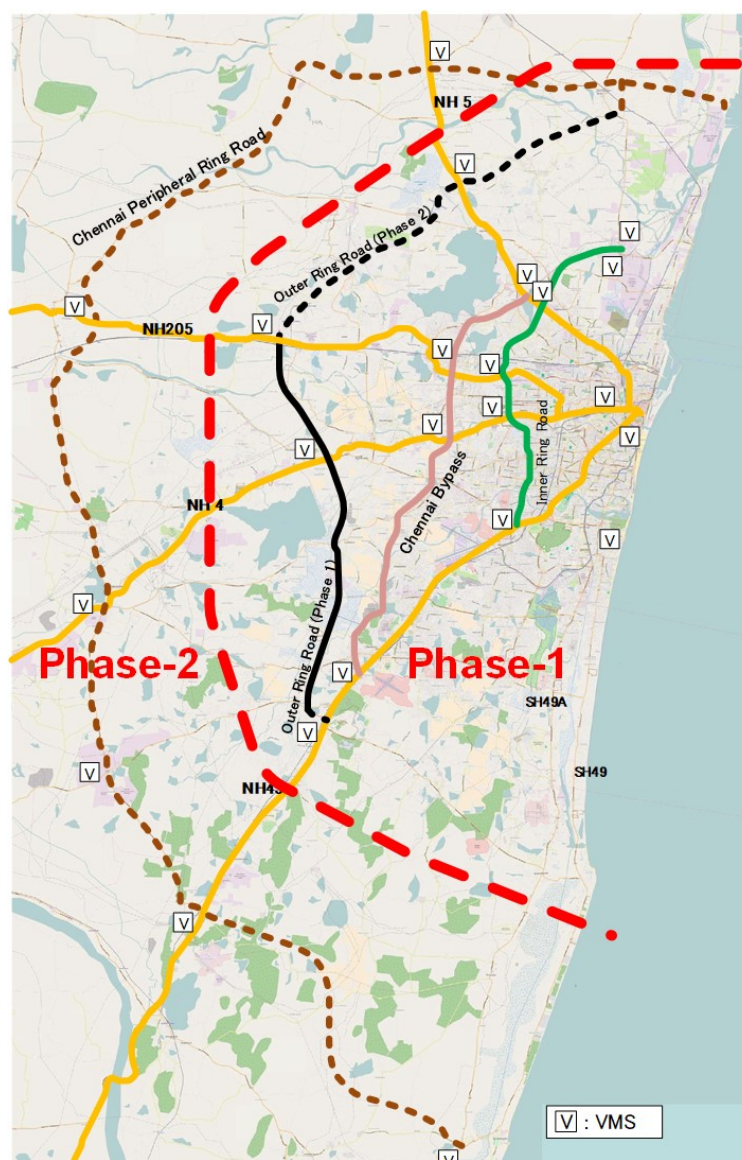 V
NH 5
V
Chennai Peripheral Ring Road
Outer Ring Road (Phase 2)
V
V
V
V
V
NH205
V
V
V
V
V
V
Inner Ring Road
V
V
Chennai Bypass
NH 4
V
V
V
Phase-2
Outer Ring Road (Phase 1)
Phase-1
V
SH49A
V
V
SH49
NH45
V
V
V : VMS
V